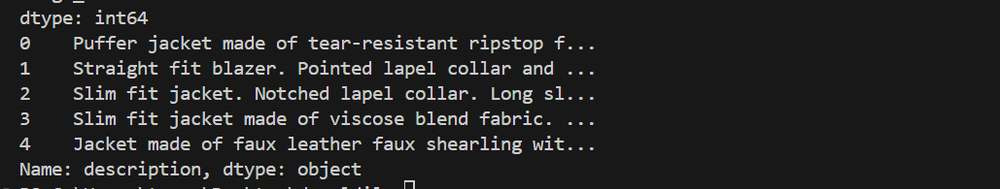 dtype: int64
0    Puffer jacket made of tear-resistant ripstop f...
1    Straight fit blazer. Pointed lapel collar and ...
2    Slim fit jacket. Notched lapel collar. Long sl...
3    Slim fit jacket made of viscose blend fabric. ...
4    Jacket made of faux leather faux shearling wit...
Name: description, dtype: object